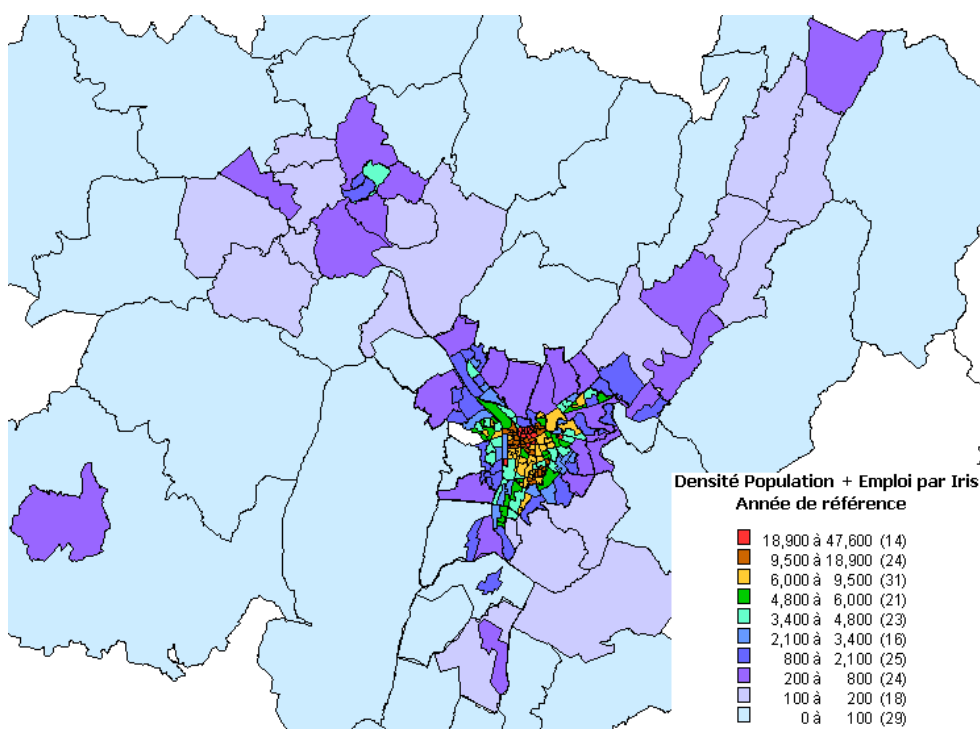 Densité Population + Emploi par Iris
Année de référence
18,900 à 47,600 (14)
9,500 à 18,900 (24)
6,000 à 9,500 (31)
4,800 à 6,000 (21)
3,400 à 4,800 (23)
2,100 à 3,400 (16)
800 à 2,100 (25)
200 à 800 (24)
100 à 200 (18)
0 à 100 (29)